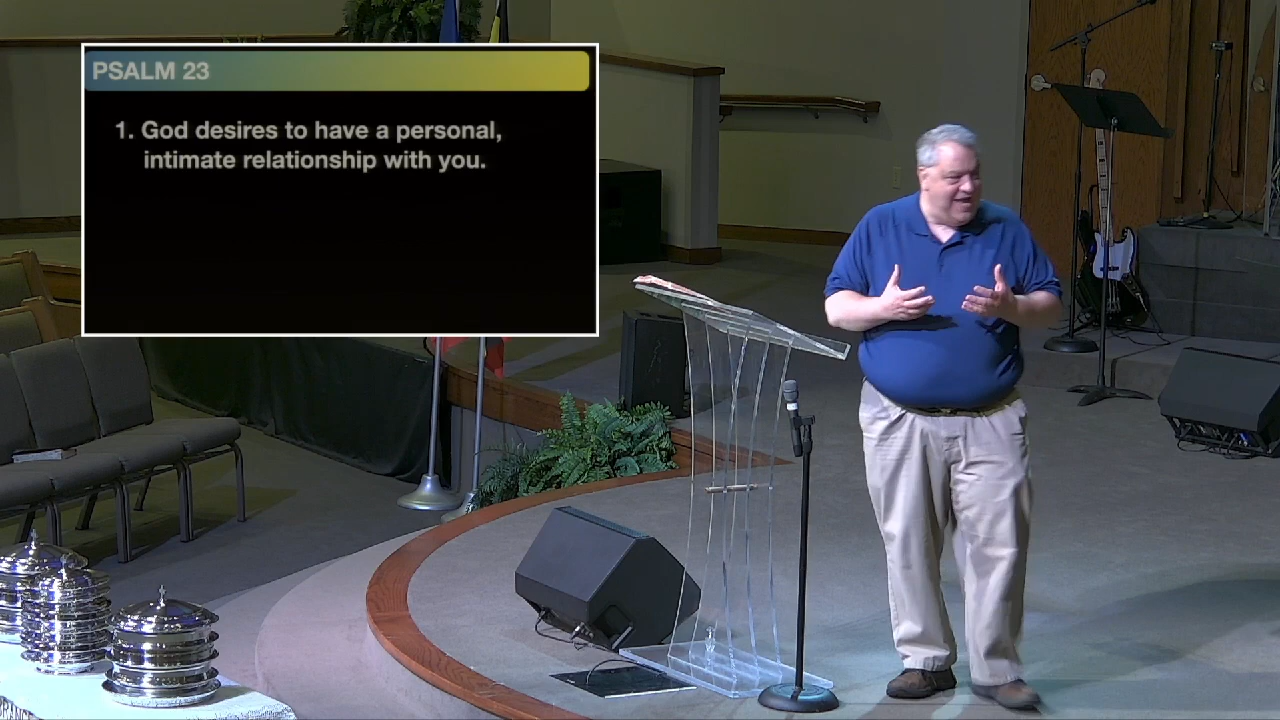 PSALM 23
1. God desires to have a personal,
intimate relationship with you.